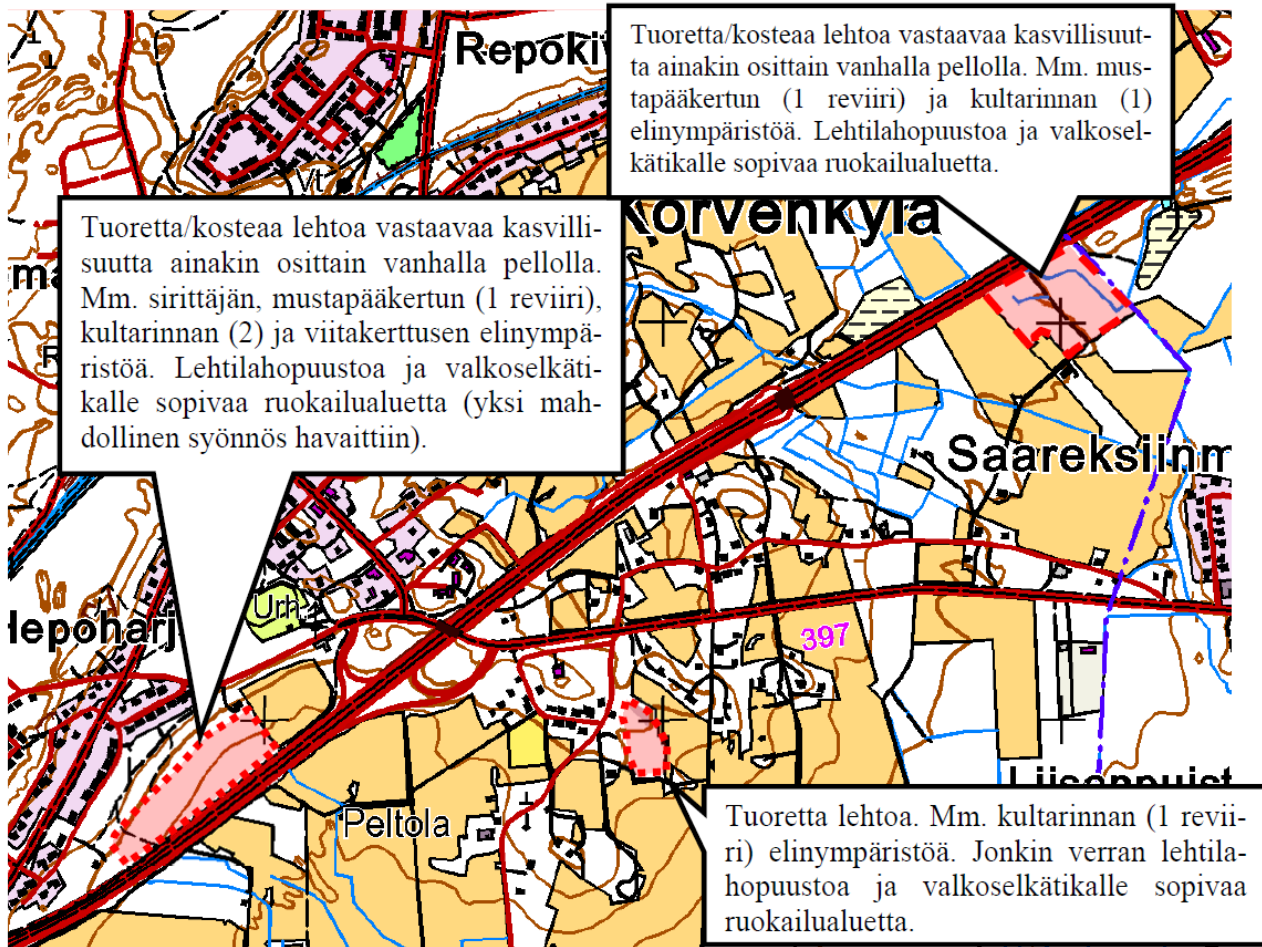 Repoki
Tuoretta/kosteaa lehtoa vastaavaa kasvillisuut-
ta ainakin osittain vanhalla pellolla. Mm. mus-
tapääkertun (1 reviiri) ja kultarinnan (1)
elinympäristöä. Lehtilahopuustoa ja valkosel-
kätikalle sopivaa ruokailualuetta.
Vt
Korvenkylä
Tuoretta/kosteaa lehtoa vastaavaa kasvilli-
suutta ainakin osittain vanhalla pellolla.
Mm. sirittäjän, mustapääkertun (1 reviiri),
kultarinnan (2) ja viitakerttusen elinympä-
ristöä. Lehtilahopuustoa ja valkoselkäti-
kalle sopivaa ruokailualuetta (yksi mah-
dollinen syönnös havaittiin).
ma
R
Saareksiinm
Urh.
Hepoharj
397
Peltola
Liisanpuist
Tuoretta lehtoa. Mm. kultarinnan (1 revii-
ri) elinympäristöä. Jonkin verran lehtila-
hopuustoa ja valkoselkätikalle sopivaa
ruokailualuetta.